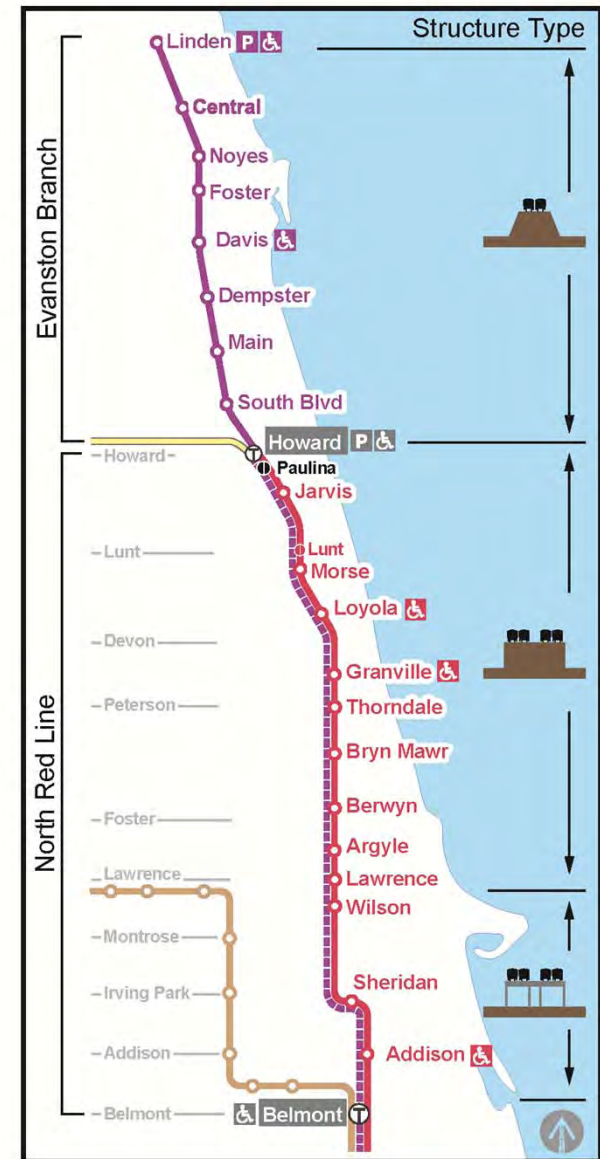 Structure Type
Linden P
Central
Noyes
Foster
Davis
Dempster
Main
South Blvd
Evanston Branch
Howard P
T
Howard
Paulina
Jarvis
Lunt
Lunt
Morse
Loyola
Devon
Granville
Peterson
Thorndale
Bryn Mawr
Berwyn
Foster
Argyle
Lawrence
Lawrence
Wilson
North Red Line
Montrose
Sheridan
Irving Park
Addison
Addison
Belmont
Belmont
T